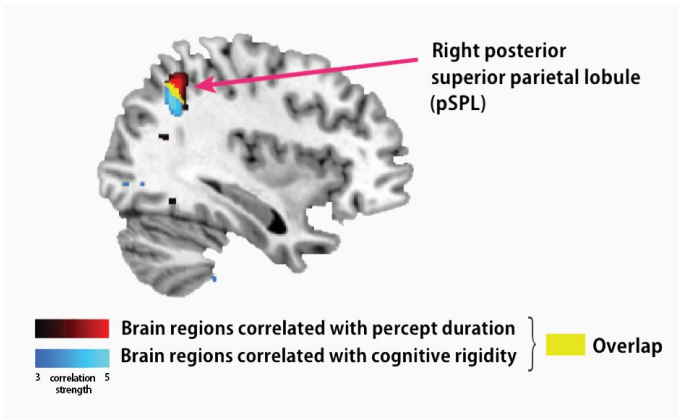 Right posterior
superior parietal lobule
(pSPL)
Brain regions correlated with percept duration
Brain regions correlated with cognitive rigidity
Overlap
3 correlation 5
strength